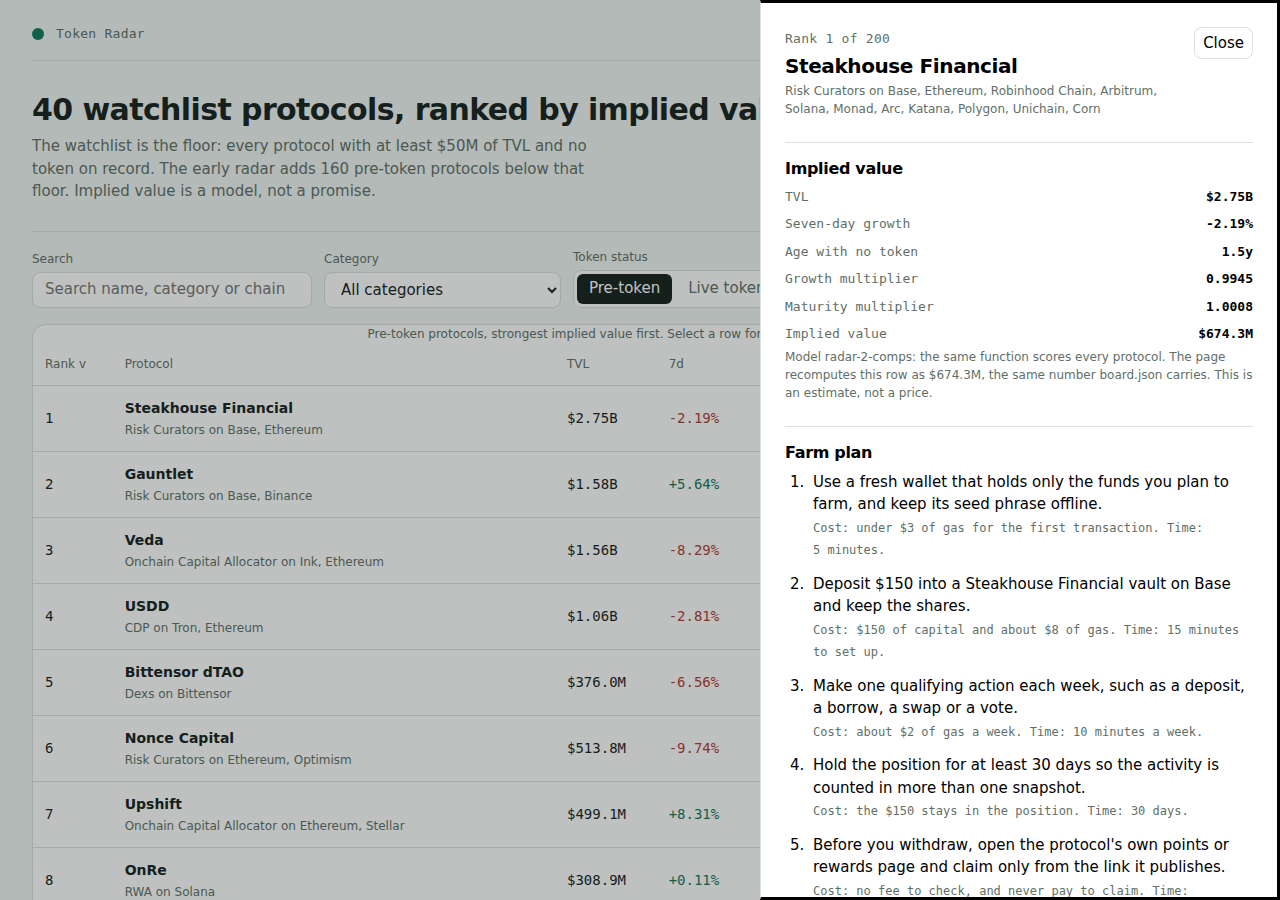 Token Radar
40 watchlist protocols, ranked by implied va
The watchlist is the floor: every protocol with at least $50M of TVL and no
token on record. The early radar adds 160 pre-token protocols below that
floor. Implied value is a model, not a promise.
Search
Category
Token status
Search name, category or chain
All categories
Pre-token
Live token
Pre-token protocols, strongest implied value first. Select a row for
Rank v
Protocol
TVL
7d
1
Steakhouse Financial
Risk Curators on Base, Ethereum
$2.75B
-2.19%
2
Gauntlet
Risk Curators on Base, Binance
$1.58B
+5.64%
3
Veda
Onchain Capital Allocator on Ink, Ethereum
$1.56B
-8.29%
4
USDD
CDP on Tron, Ethereum
$1.06B
-2.81%
5
Bittensor dTAO
Dexs on Bittensor
$376.0M
-6.56%
6
Nonce Capital
Risk Curators on Ethereum, Optimism
$513.8M
-9.74%
7
Upshift
Onchain Capital Allocator on Ethereum, Stellar
$499.1M
+8.31%
8
OnRe
RWA on Solana
$308.9M
+0.11%
Rank 1 of 200
Close
Steakhouse Financial
Risk Curators on Base, Ethereum, Robinhood Chain, Arbitrum,
Solana, Monad, Arc, Katana, Polygon, Unichain, Corn
Implied value
TVL
$2.75B
Seven-day growth
-2.19%
Age with no token
1.5y
Growth multiplier
0.9945
Maturity multiplier
1.0008
Implied value
$674.3M
Model radar-2-comps: the same function scores every protocol. The page
recomputes this row as $674.3M, the same number board.json carries. This is
an estimate, not a price.
Farm plan
1. Use a fresh wallet that holds only the funds you plan to
farm, and keep its seed phrase offline.
Cost: under $3 of gas for the first transaction. Time:
5 minutes.
2. Deposit $150 into a Steakhouse Financial vault on Base
and keep the shares.
Cost: $150 of capital and about $8 of gas. Time: 15 minutes
to set up.
3. Make one qualifying action each week, such as a deposit,
a borrow, a swap or a vote.
Cost: about $2 of gas a week. Time: 10 minutes a week.
4. Hold the position for at least 30 days so the activity is
counted in more than one snapshot.
Cost: the $150 stays in the position. Time: 30 days.
5. Before you withdraw, open the protocol's own points or
rewards page and claim only from the link it publishes.
Cost: no fee to check, and never pay to claim. Time: